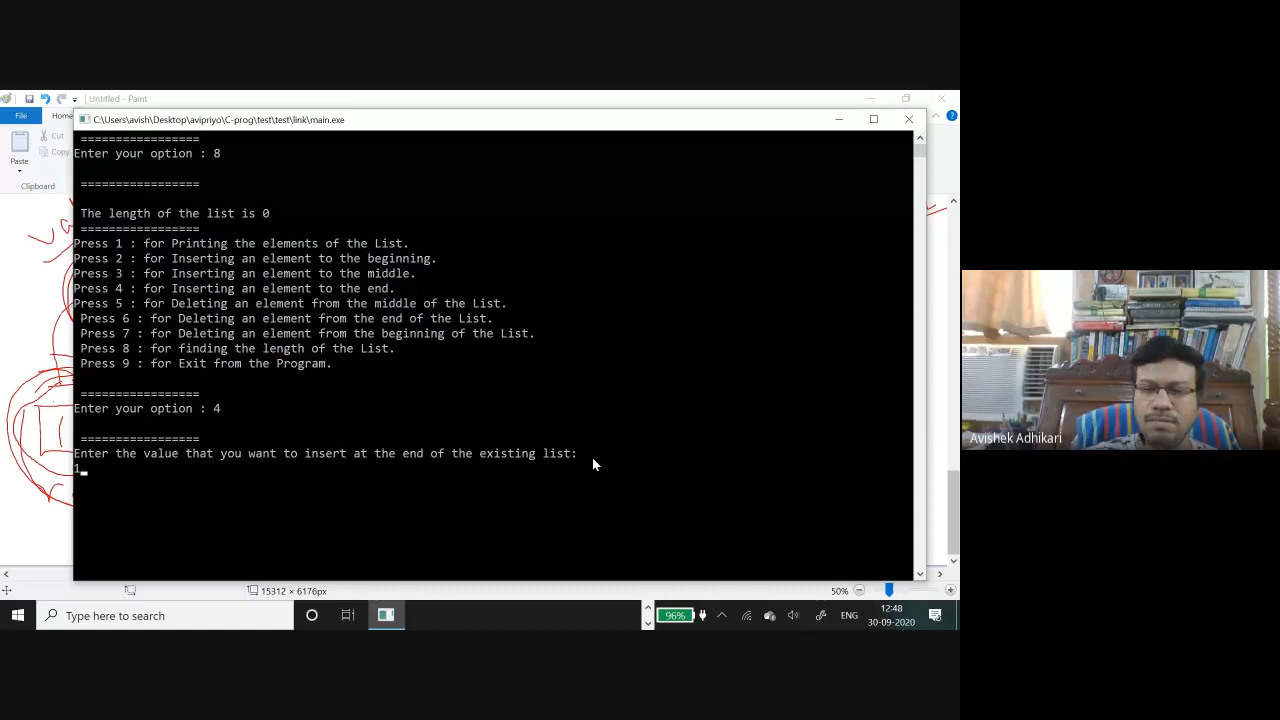 Untitled - Paint
File
Home
Paste
Cut
Copy
Clipboard
C:\Users\avish\Desktop\avipriyo\C-prog\test\test\link\main.exe
=================
Enter your option : 8
=================
The length of the list is 0
=================
Press 1 : for Printing the elements of the List.
Press 2 : for Inserting an element to the beginning.
Press 3 : for Inserting an element to the middle.
Press 4 : for Inserting an element to the end.
Press 5 : for Deleting an element from the middle of the List.
Press 6 : for Deleting an element from the end of the List.
Press 7 : for Deleting an element from the beginning of the List.
Press 8 : for finding the length of the List.
Press 9 : for Exit from the Program.
=================
Enter your option : 4
=================
Enter the value that you want to insert at the end of the existing list:
1
Avishek Adhikari
15312 × 6176px
50%
Type here to search
96%
ENG
12:48
30-09-2020